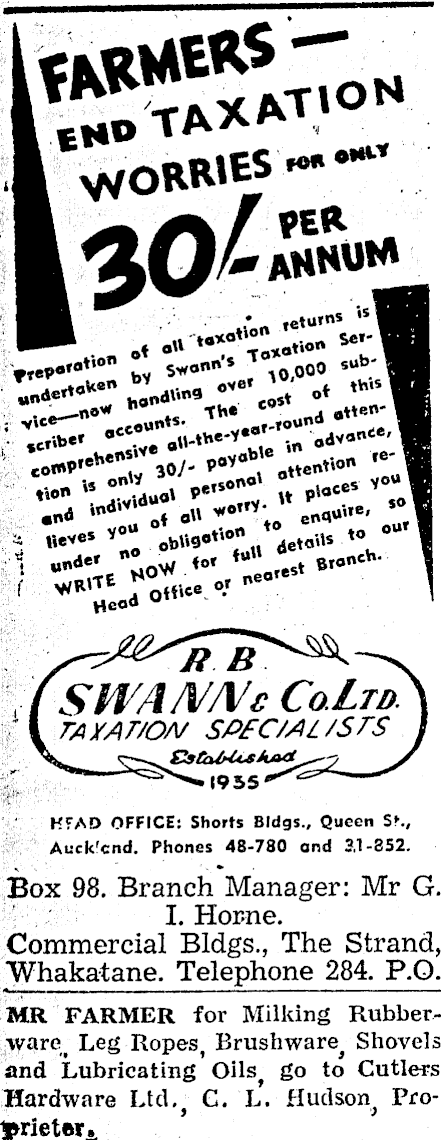 FARMERS —
END TAXATION
WORRIES FOR ONLY
30/- PER
ANNUM
Preparation of all taxation returns is
undertaken by Swann's Taxation Ser-
vice—now handling over 10,000 sub-
scriber accounts. The cost of this
comprehensive all-the-year-round atten-
tion is only 30/- payable in advance,
and individual personal attention re-
lieves you of all worry. It places you
under no obligation to enquire, so
WRITE NOW for full details to our
Head Office or nearest Branch.
R. B.
SWANN & CO. LTD.
TAXATION SPECIALISTS
Established
1935
HEAD OFFICE: Shorts Bldgs., Queen St.,
Auckland. Phones 48-780 and 31-852.
Box 98. Branch Manager: Mr G.
I. Horne.
Commercial Bldgs., The Strand,
Whakatane. Telephone 284. P.O.
MR FARMER for Milking Rubber-
ware, Leg Ropes, Brushware, Shovels
and Lubricating Oils, go to Cutlers
Hardware Ltd., C. L. Hudson, Pro-
prietor.